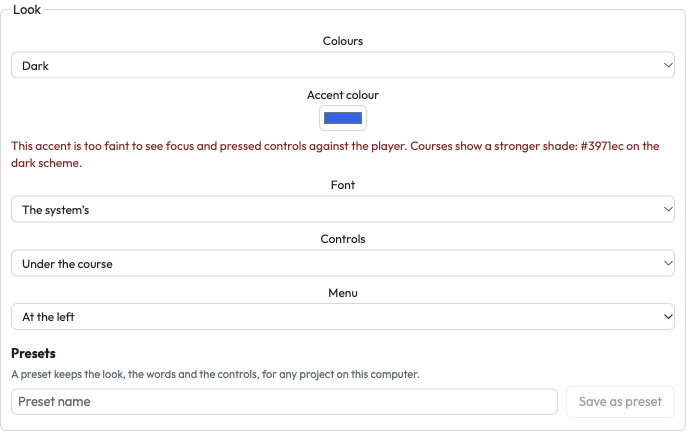 Look
Colours
Dark
Accent colour
This accent is too faint to see focus and pressed controls against the player. Courses show a stronger shade: #3971ec on the
dark scheme.
Font
The system's
Controls
Under the course
Menu
At the left
Presets
A preset keeps the look, the words and the controls, for any project on this computer.
Preset name
Save as preset